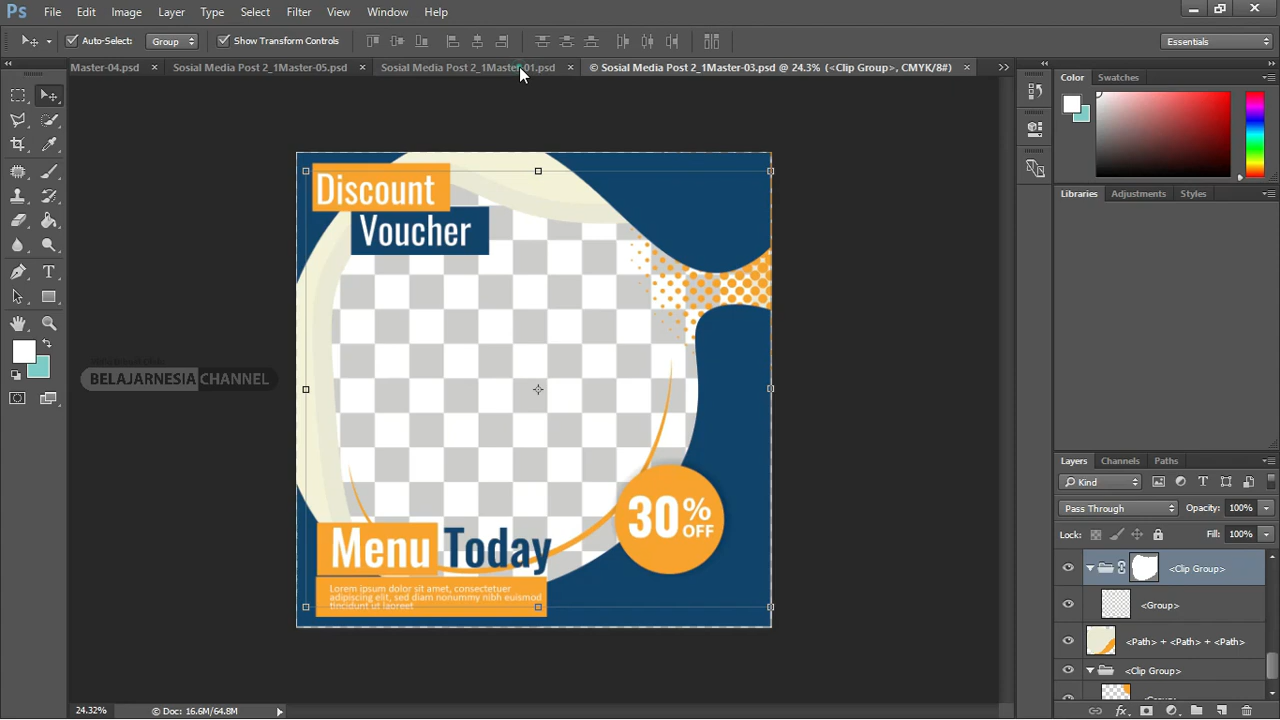 Ps File Edit Image Layer Type Select Filter View Window Help
Auto-Select: Group Show Transform Controls Essentials
Master-04.psd × Sosial Media Post 2_1Master-05.psd × Sosial Media Post 2_1Master-01.psd × © Sosial Media Post 2_1Master-03.psd @ 24.3% (<Clip Group>, CMYK/8#) ×
Color Swatches
Discount
Voucher
Libraries Adjustments Styles
BELAJARNESIA CHANNEL
30% OFF
Menu Today
Lorem ipsum dolor sit amet, consectetuer
adipiscing elit, sed diam nonummy nibh euismod
tincidunt ut laoreet
Layers Channels Paths
Kind
Pass Through Opacity: 100%
Lock: Fill: 100%
<Clip Group>
<Group>
<Path> + <Path> + <Path>
<Clip Group>
24.32% Doc: 16.6M/64.8M